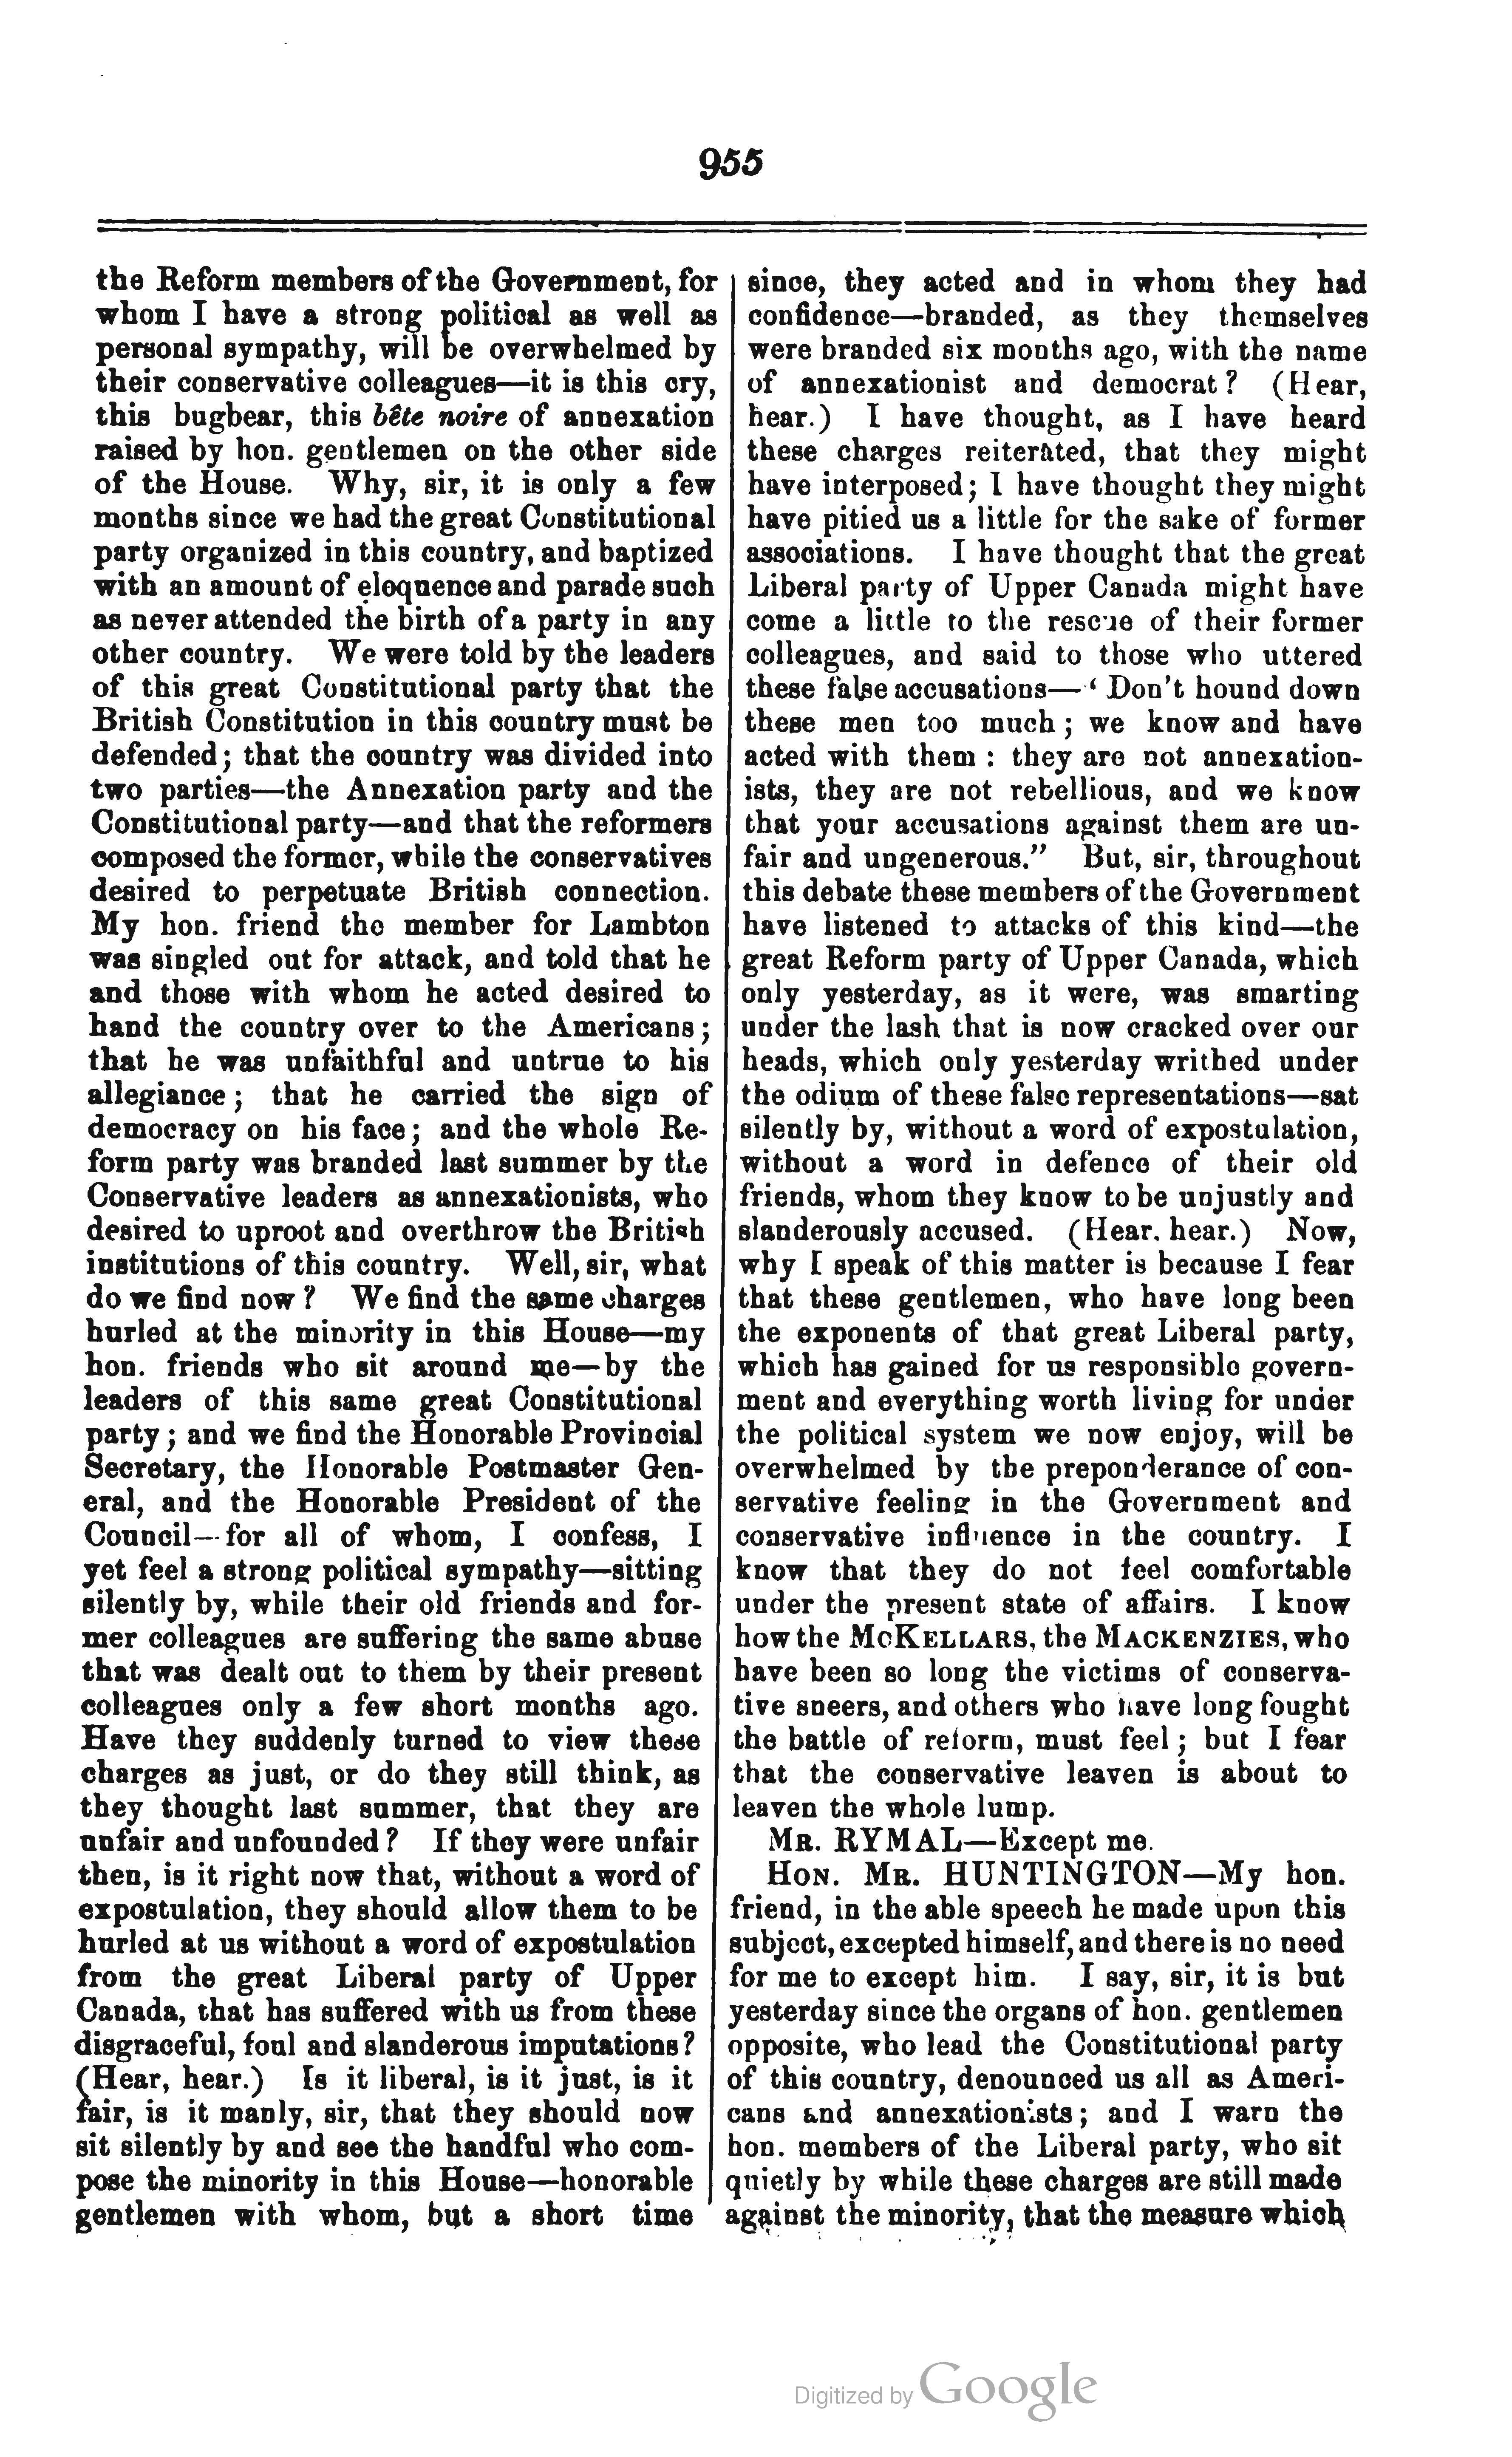 955
the Reform members of the Government, for
whom I have a strong political as well as
personal sympathy, will be overwhelmed by
their conservative colleagues—it is this cry,
this bugbear, this bête noire of annexation
raised by hon. gentlemen on the other side
of the House. Why, sir, it is only a few
months since we had the great Constitutional
party organized in this country, and baptized
with an amount of eloquence and parade such
as never attended the birth of a party in any
other country. We were told by the leaders
of this great Constitutional party that the
British Constitution in this country must be
defended; that the country was divided into
two parties—the Annexation party and the
Constitutional party—and that the reformers
composed the former, while the conservatives
desired to perpetuate British connection.
My hon. friend the member for Lambton
was singled out for attack, and told that he
and those with whom he acted desired to
hand the country over to the Americans;
that he was unfaithful and untrue to his
allegiance; that he carried the sign of
democracy on his face; and the whole Re-
form party was branded last summer by the
Conservative leaders as annexationists, who
desired to uproot and overthrow the British
institutions of this country. Well, sir, what
do we find now? We find the same charges
hurled at the minority in this House—my
hon. friends who sit around me—by the
leaders of this same great Constitutional
party; and we find the Honorable Provincial
Secretary, the Honorable Postmaster Gen-
eral, and the Honorable President of the
Council—for all of whom, I confess, I
yet feel a strong political sympathy—sitting
silently by, while their old friends and for-
mer colleagues are suffering the same abuse
that was dealt out to them by their present
colleagues only a few short months ago.
Have they suddenly turned to view these
charges as just, or do they still think, as
they thought last summer, that they are
unfair and unfounded? If they were unfair
then, is it right now that, without a word of
expostulation, they should allow them to be
hurled at us without a word of expostulation
from the great Liberal party of Upper
Canada, that has suffered with us from these
disgraceful, foul and slanderous imputations?
(Hear, hear.) Is it liberal, is it just, is it
fair, is it manly, sir, that they should now
sit silently by and see the handful who com-
pose the minority in this House—honorable
gentlemen with whom, but a short time
since, they acted and in whom they had
confidence—branded, as they themselves
were branded six months ago, with the name
of annexationist and democrat? (Hear,
hear.) I have thought, as I have heard
these charges reiterated, that they might
have interposed; I have thought they might
have pitied us a little for the sake of former
associations. I have thought that the great
Liberal party of Upper Canada might have
come a little to the rescue of their former
colleagues, and said to those who uttered
these false accusations—‘ Don't hound down
these men too much; we know and have
acted with them : they are not annexation-
ists, they are not rebellious, and we know
that your accusations against them are un-
fair and ungenerous.” But, sir, throughout
this debate these members of the Government
have listened to attacks of this kind—the
great Reform party of Upper Canada, which
only yesterday, as it were, was smarting
under the lash that is now cracked over our
heads, which only yesterday writhed under
the odium of these false representations—sat
silently by, without a word of expostulation,
without a word in defence of their old
friends, whom they know to be unjustly and
slanderously accused. (Hear, hear.) Now,
why I speak of this matter is because I fear
that these gentlemen, who have long been
the exponents of that great Liberal party,
which has gained for us responsible govern-
ment and everything worth living for under
the political system we now enjoy, will be
overwhelmed by the preponderance of con-
servative feeling in the Government and
conservative influence in the country. I
know that they do not feel comfortable
under the present state of affairs. I know
how the McKELLARS, the MACKENZIES, who
have been so long the victims of conserva-
tive sneers, and others who have long fought
the battle of reform, must feel; but I fear
that the conservative leaven is about to
leaven the whole lump.
MR. RYMAL—Except me.
HON. MR. HUNTINGTON—My hon.
friend, in the able speech he made upon this
subject, excepted himself, and there is no need
for me to except him. I say, sir, it is but
yesterday since the organs of hon. gentlemen
opposite, who lead the Constitutional party
of this country, denounced us all as Ameri-
cans and annexationists; and I warn the
hon. members of the Liberal party, who sit
quietly by while these charges are still made
against the minority, that the measure which
Digitized by Google